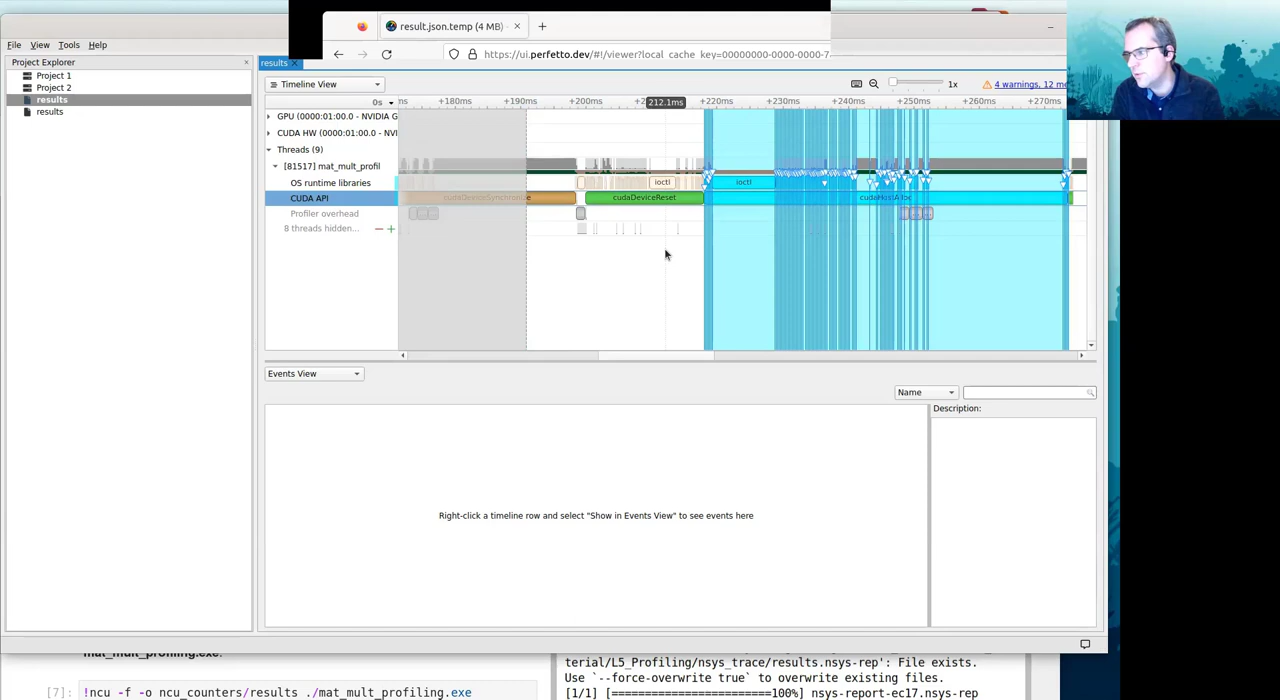 result.json.temp (4 MB)
https://ui.perfetto.dev/#!/viewer?local_cache_key=00000000-0000-0000-7
File View Tools Help
Project Explorer
Project 1
Project 2
results
results
results
Timeline View
1x
4 warnings, 12 me
0s
ms +180ms +190ms +200ms +2 212.1ms +220ms +230ms +240ms +250ms +260ms +270ms
GPU (0000:01:00.0 - NVIDIA G
CUDA HW (0000:01:00.0 - NVI
Threads (9)
[81517] mat_mult_profil
OS runtime libraries
ioctl
ioctl
CUDA API
cudaDeviceSynchronize
cudaDeviceReset
cudaHostAlloc
Profiler overhead
8 threads hidden...
Events View
Name
Description:
Right-click a timeline row and select "Show in Events View" to see events here
mat_mult_profiling.exe:
[7]: !ncu -f -o ncu_counters/results ./mat_mult_profiling.exe
terial/L5_Profiling/nsys_trace/results.nsys-rep': File exists.
Use `--force-overwrite true` to overwrite existing files.
[1/1] [========================100%] nsys-report-ec17.nsys-rep